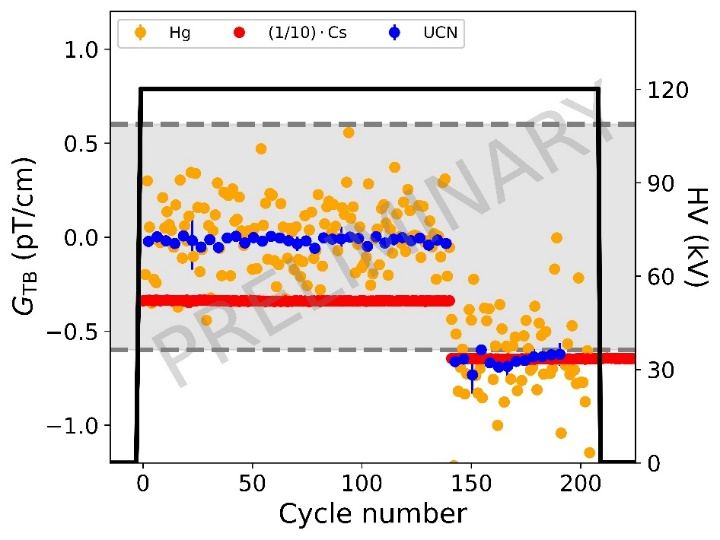 Hg (1/10) · Cs UCN
1.0
0.5
0.0
−0.5
−1.0
G_TB (pT/cm)
120
90
60
30
0
HV (kV)
PRELIMINARY
0 50 100 150 200
Cycle number